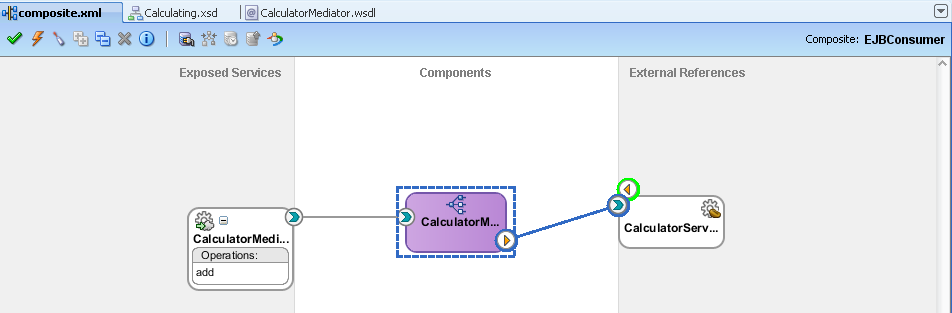 composite.xml
Calculating.xsd
CalculatorMediator.wsdl
Composite: EJBConsumer
Exposed Services
Components
External References
CalculatorMedi...
Operations:
add
CalculatorM...
CalculatorServ...